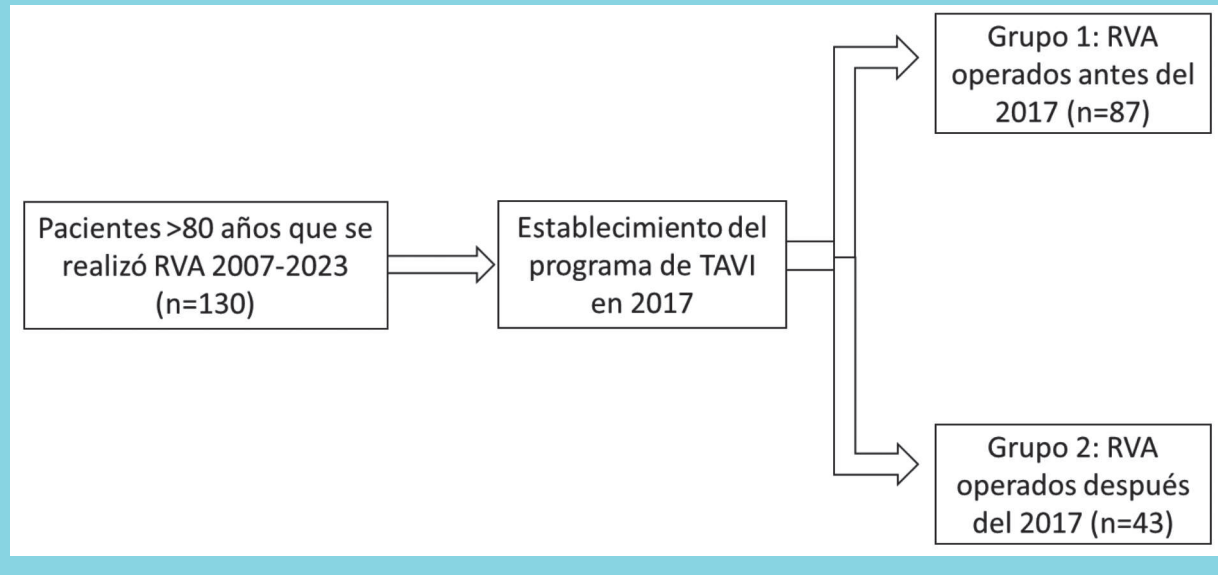 Pacientes >80 años que se
realizó RVA 2007-2023
(n=130)
Establecimiento del
programa de TAVI
en 2017
Grupo 1: RVA
operados antes del
2017 (n=87)
Grupo 2: RVA
operados después
del 2017 (n=43)